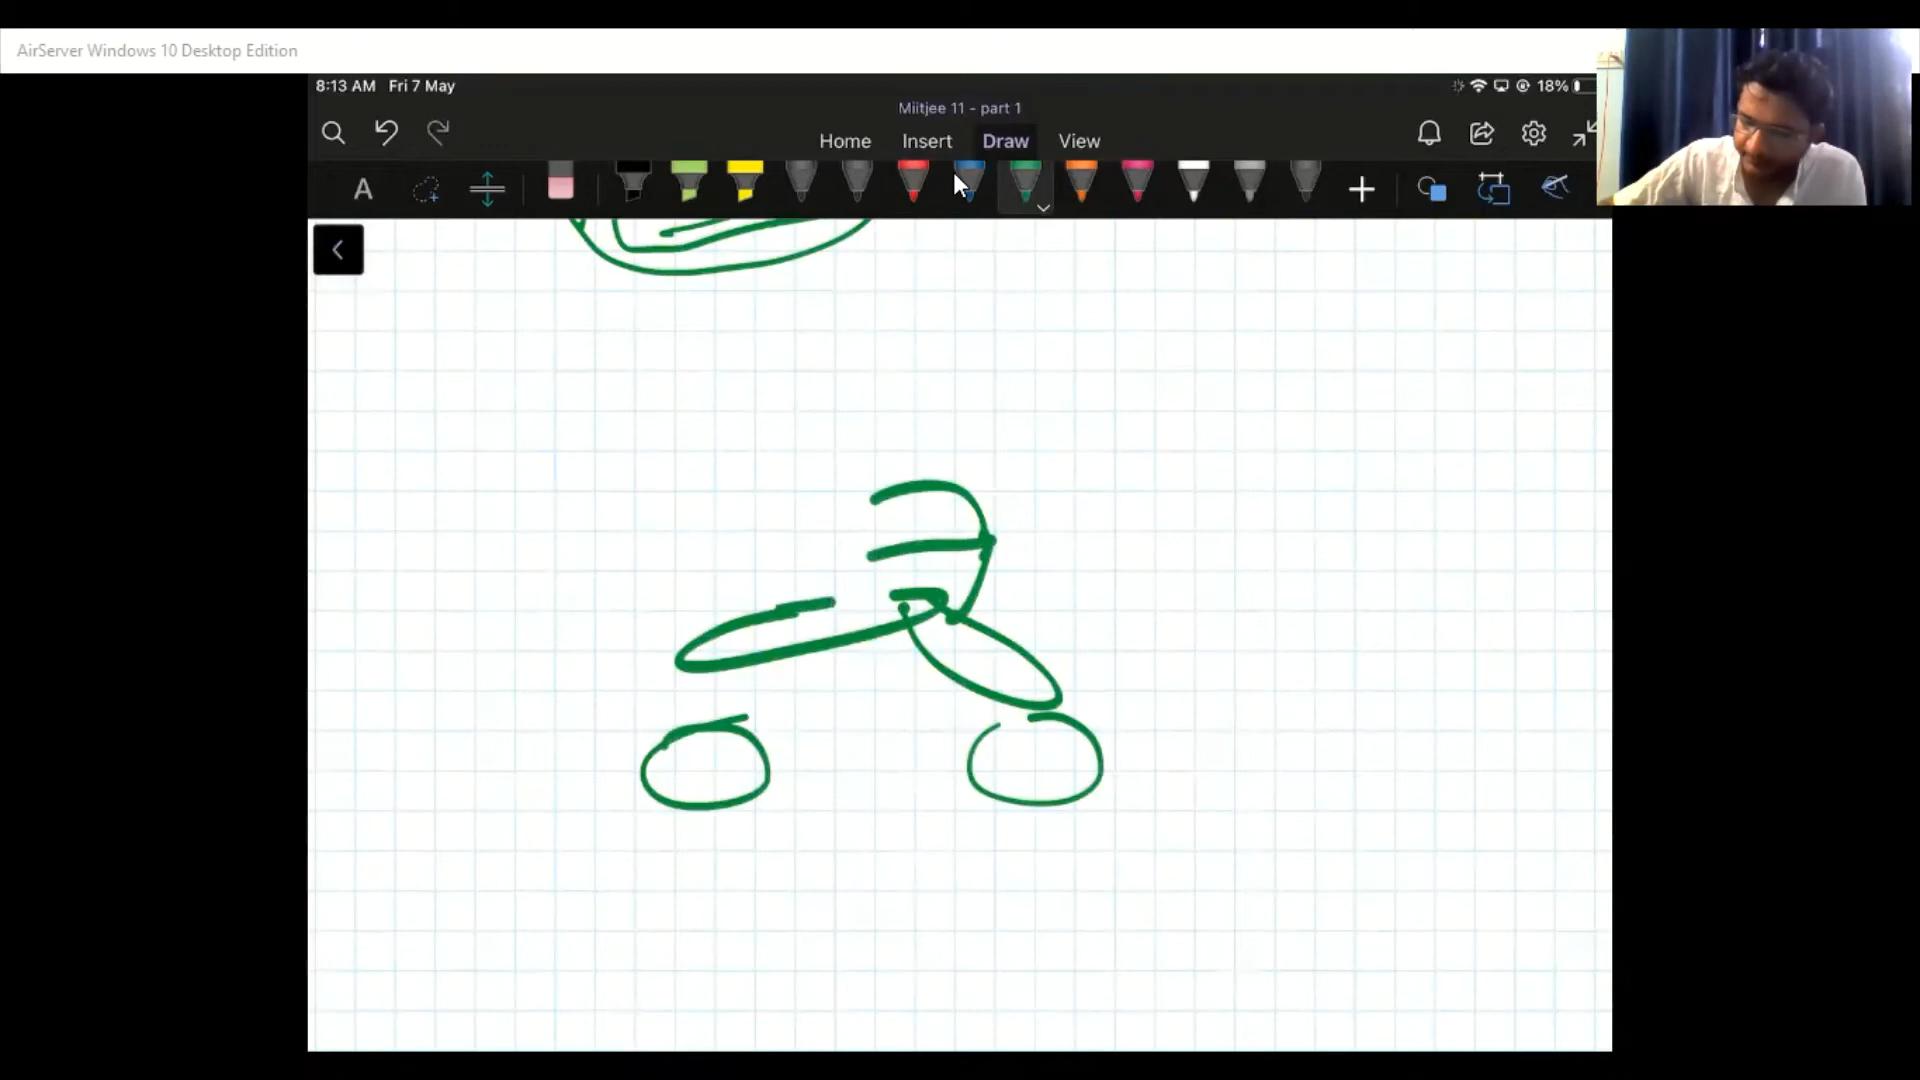 AirServer Windows 10 Desktop Edition
8:13 AM Fri 7 May
18%
Miitjee 11 - part 1
Home Insert Draw View
A